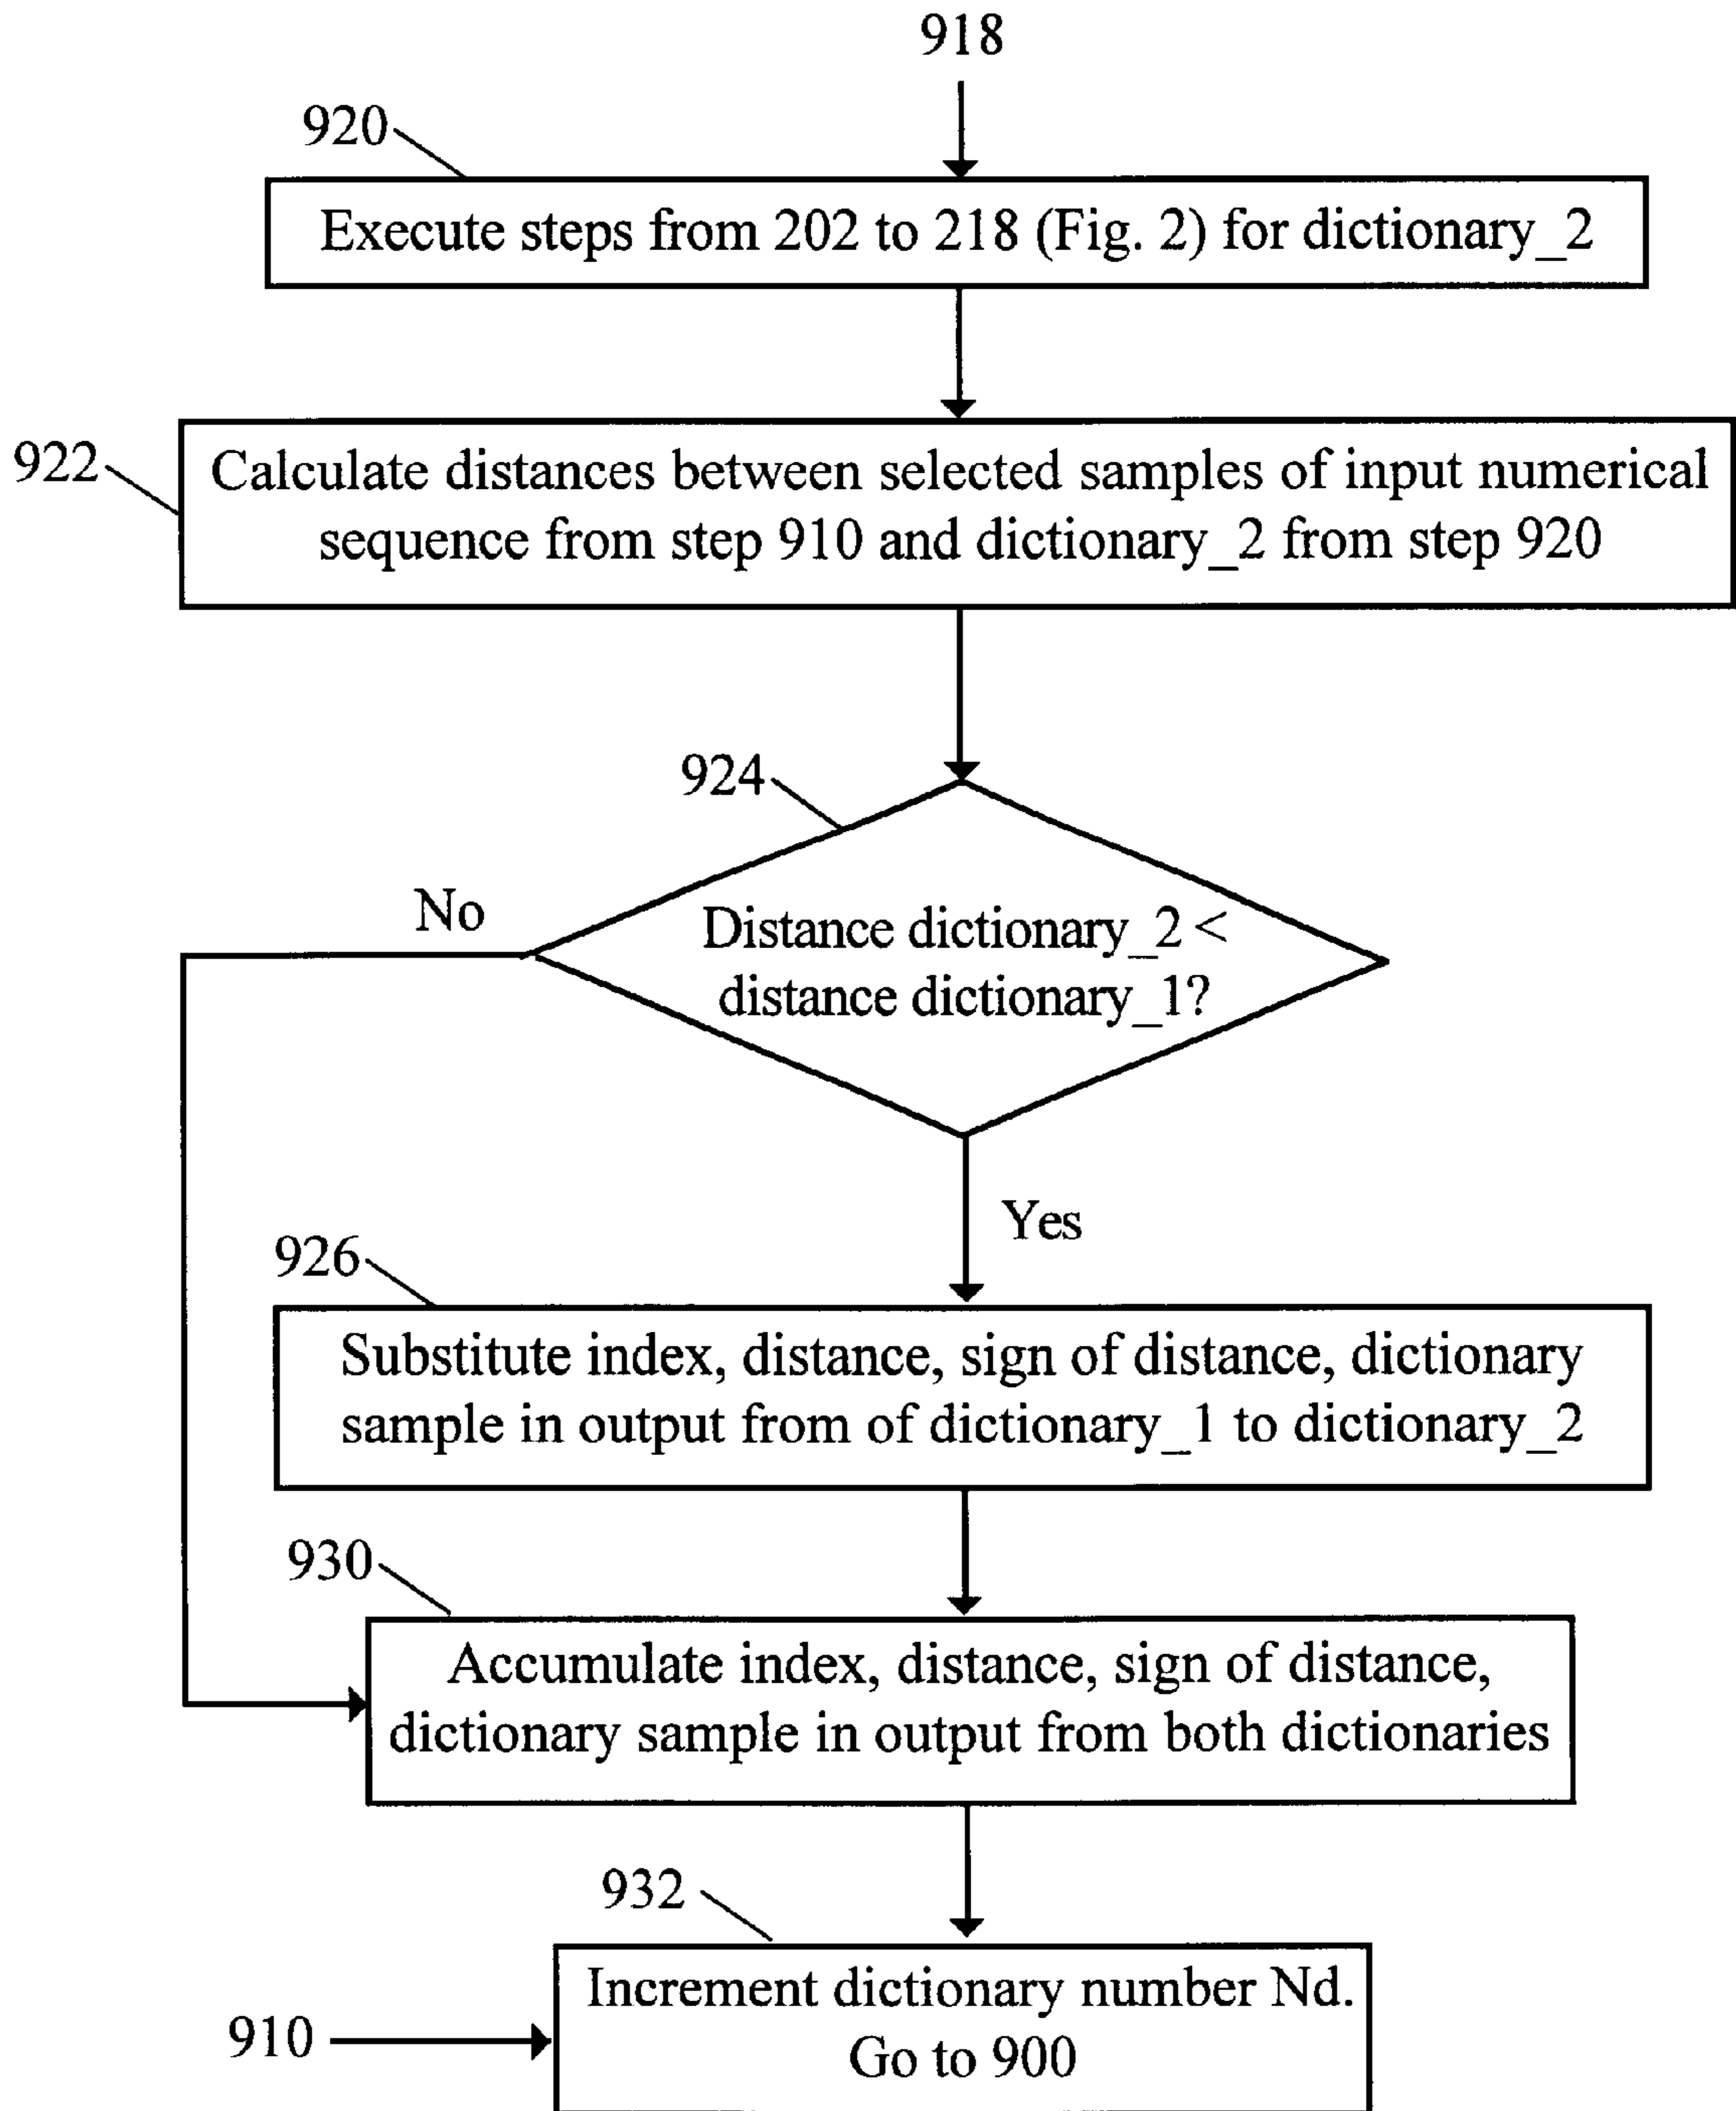 918
920
Execute steps from 202 to 218 (Fig. 2) for dictionary_2
922
Calculate distances between selected samples of input numerical
sequence from step 910 and dictionary_2 from step 920
924
No
Distance dictionary_2 <
distance dictionary_1?
Yes
926
Substitute index, distance, sign of distance, dictionary
sample in output from of dictionary_1 to dictionary_2
930
Accumulate index, distance, sign of distance,
dictionary sample in output from both dictionaries
932
Increment dictionary number Nd.
910
Go to 900